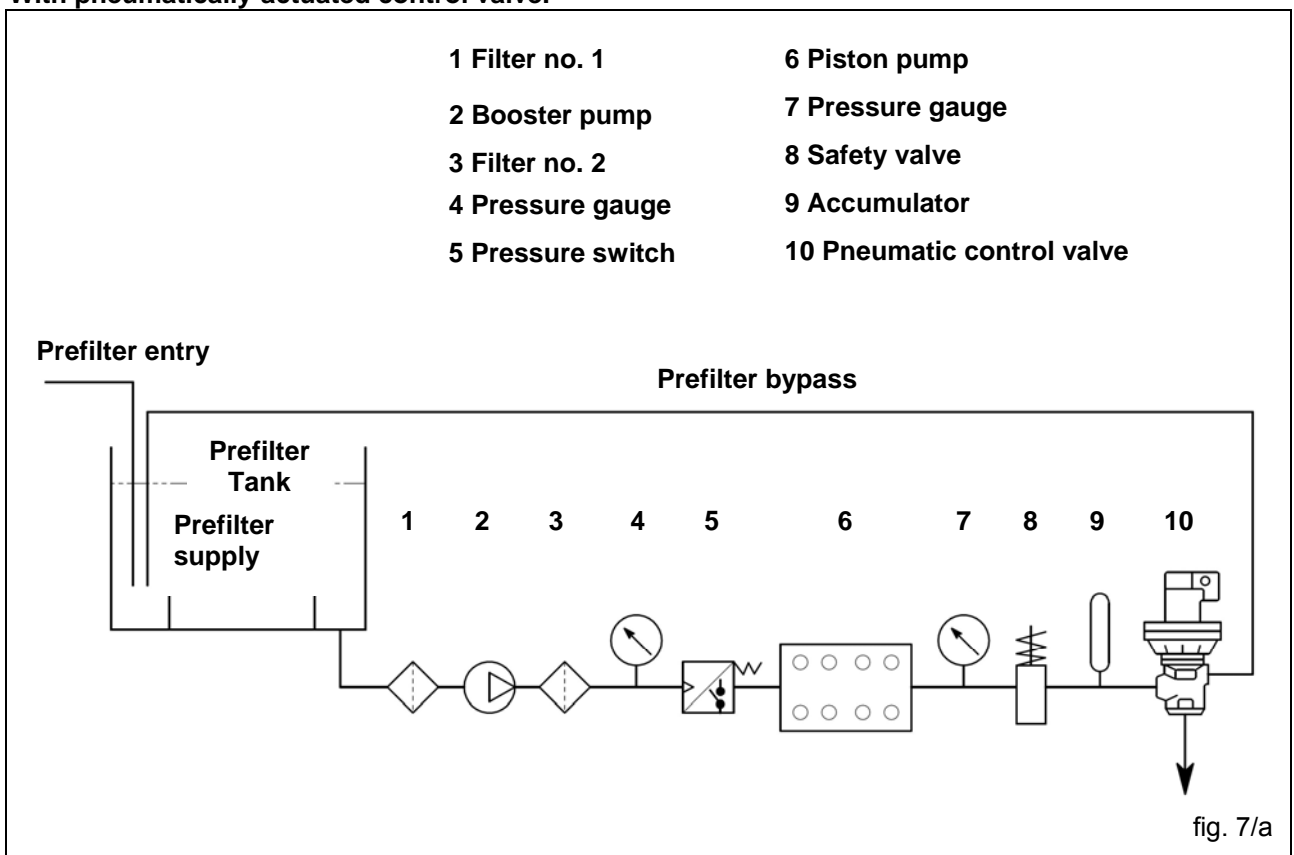 With pneumatically actuated control valve.
1 Filter no. 1
2 Booster pump
3 Filter no. 2
4 Pressure gauge
5 Pressure switch
6 Piston pump
7 Pressure gauge
8 Safety valve
9 Accumulator
10 Pneumatic control valve
Prefilter entry
Prefilter bypass
Prefilter
Tank
Prefilter
supply
1 2 3 4 5 6 7 8 9 10
fig. 7/a